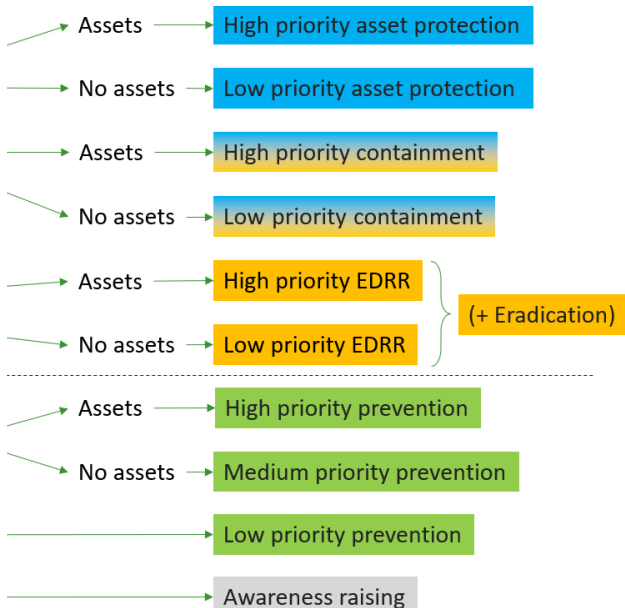 Assets High priority asset protection
No assets Low priority asset protection
Assets High priority containment
No assets Low priority containment
Assets High priority EDRR
(+ Eradication)
No assets Low priority EDRR
Assets High priority prevention
No assets Medium priority prevention
Low priority prevention
Awareness raising